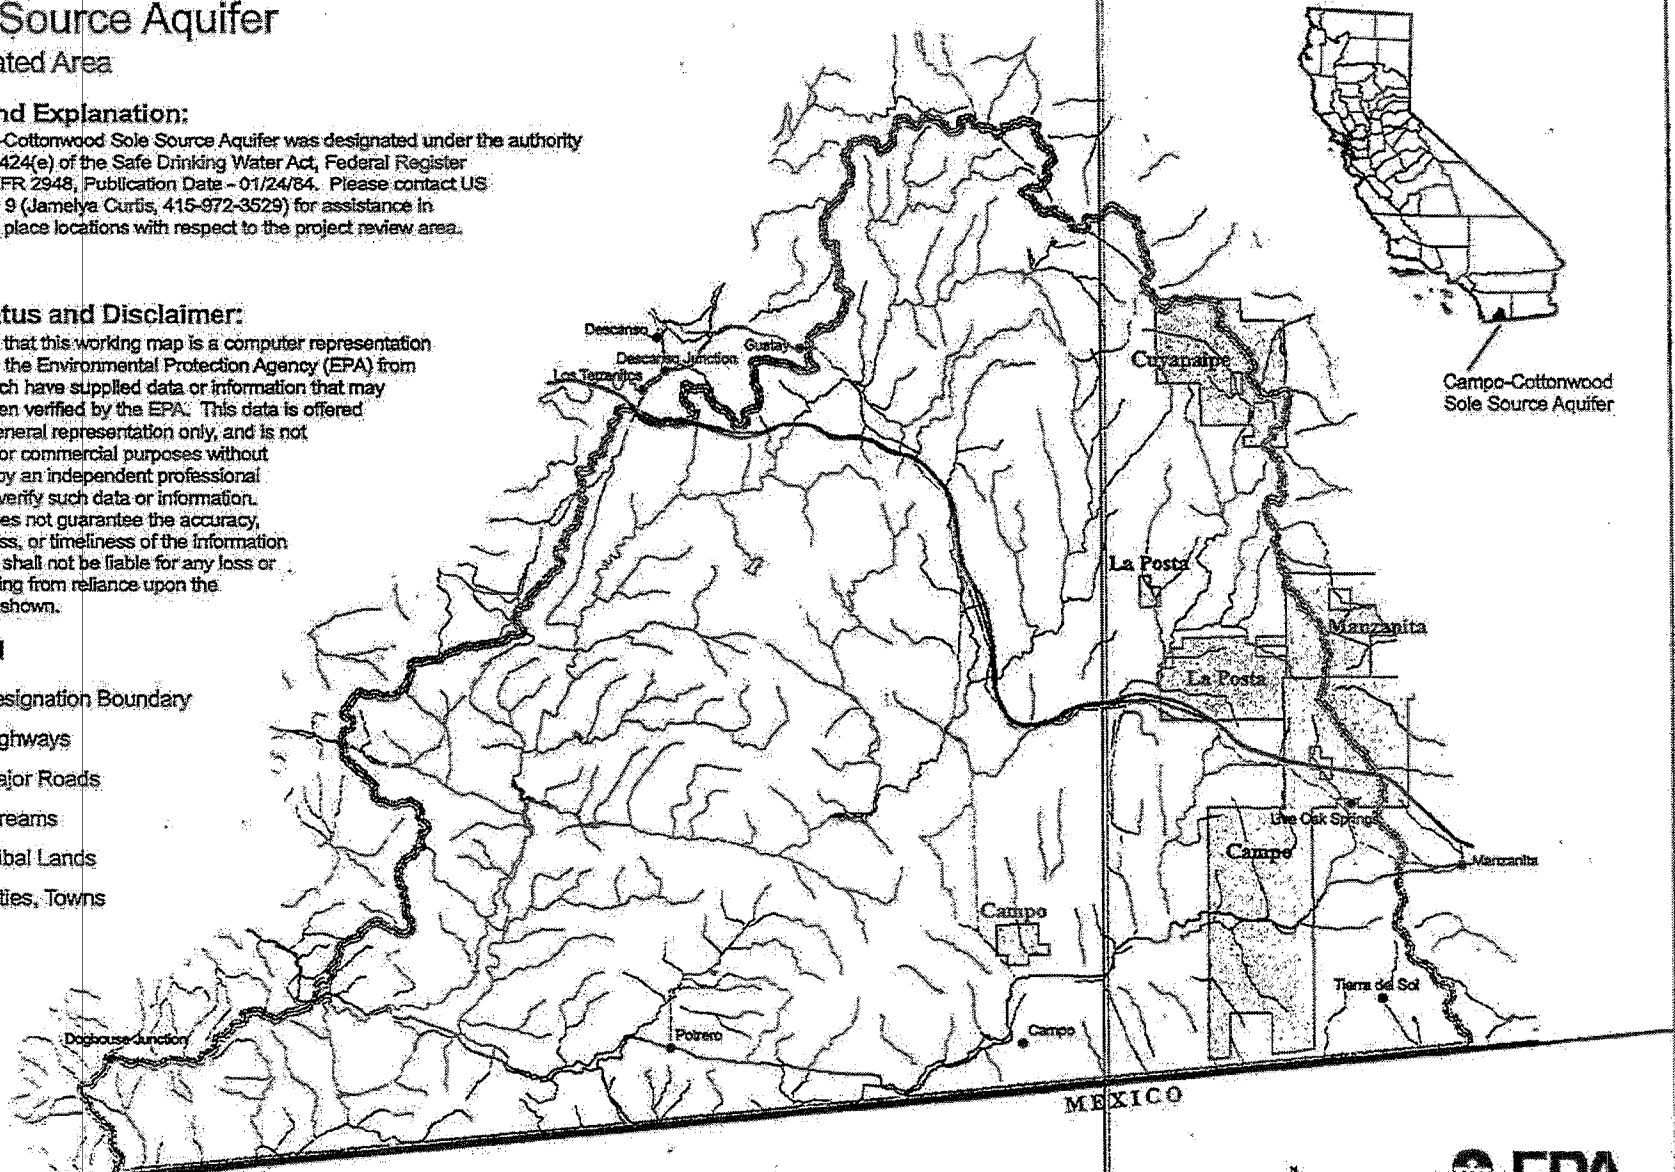 Source Aquifer
ated Area
nd Explanation:
-Cottonwood Sole Source Aquifer was designated under the authority
424(e) of the Safe Drinking Water Act, Federal Register
FR 2948, Publication Date - 01/24/84. Please contact US
9 (Jamelya Curtis, 415-972-3529) for assistance in
place locations with respect to the project review area.
tus and Disclaimer:
that this working map is a computer representation
the Environmental Protection Agency (EPA) from
ch have supplied data or information that may
en verified by the EPA. This data is offered
eneral representation only, and is not
or commercial purposes without
by an independent professional
verify such data or information.
es not guarantee the accuracy,
ss, or timeliness of the information
shall not be liable for any loss or
ing from reliance upon the
shown.
esignation Boundary
ghways
ajor Roads
reams
ibal Lands
ties, Towns
Descanso
Guatay
Descanso Junction
Los Terrenitos
Cuyapaipe
Campo-Cottonwood
Sole Source Aquifer
La Posta
Manzanita
La Posta
Live Oak Springs
Campo
Manzanita
Campo
Tierra del Sol
Doghouse Junction
Potrero
Campo
MEXICO
EPA